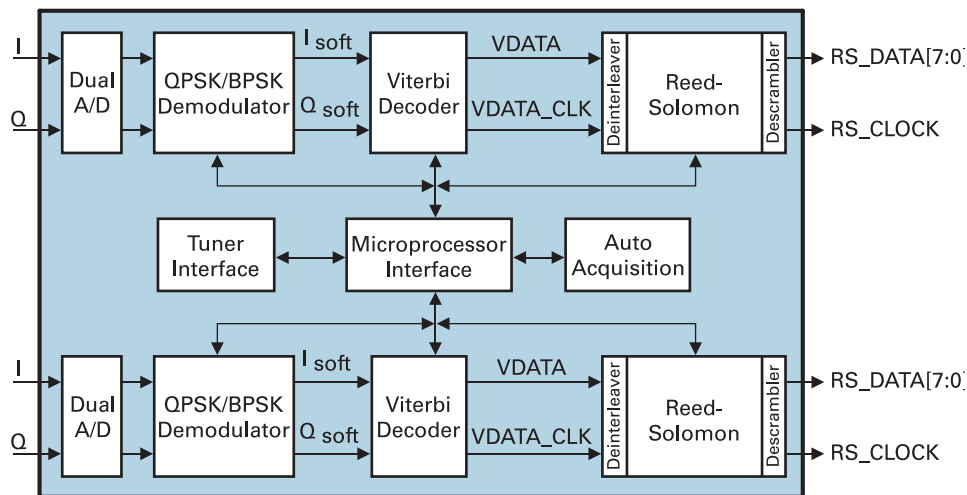 I
Q
Dual
A/D
QPSK/BPSK
Demodulator
I soft
Q soft
Viterbi
Decoder
VDATA
VDATA_CLK
Deinterleaver
Reed-
Solomon
Descrambler
RS_DATA[7:0]
RS_CLOCK
Tuner
Interface
Microprocessor
Interface
Auto
Acquisition
I
Q
Dual
A/D
QPSK/BPSK
Demodulator
I soft
Q soft
Viterbi
Decoder
VDATA
VDATA_CLK
Deinterleaver
Reed-
Solomon
Descrambler
RS_DATA[7:0]
RS_CLOCK